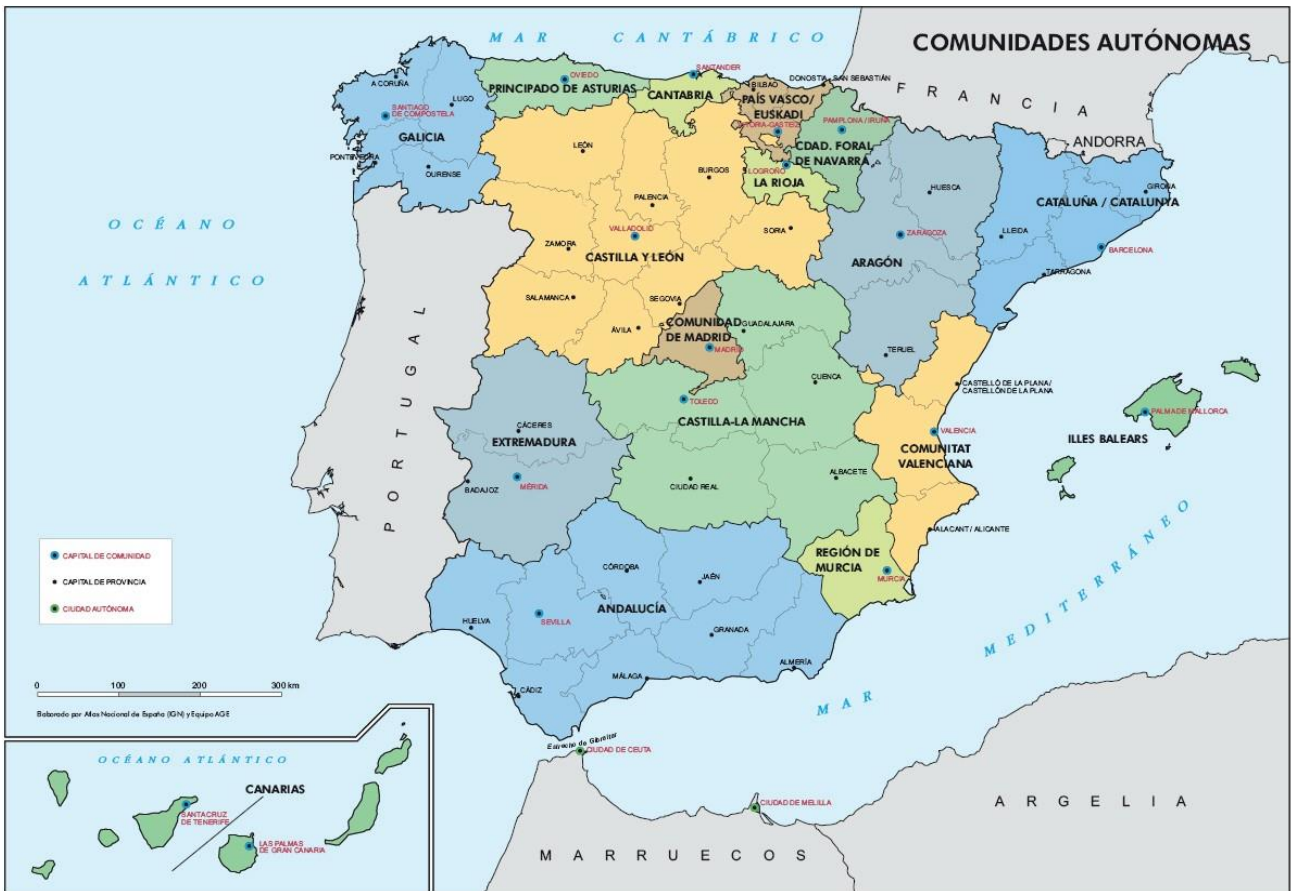 COMUNIDADES AUTÓNOMAS
MAR CANTÁBRICO
FRANCIA
ANDORRA
OCÉANO
ATLÁNTICO
PORTUGAL
A CORUÑA
LUGO
SANTIAGO
DE COMPOSTELA
GALICIA
PONTEVEDRA
OURENSE
OVIEDO
PRINCIPADO DE ASTURIAS
SANTANDER
CANTABRIA
BILBAO
DONOSTIA - SAN SEBASTIÁN
PAÍS VASCO/
EUSKADI
PAMPLONA / IRUÑA
CDAD. FORAL
DE NAVARRA
LOGROÑO
LA RIOJA
LEÓN
BURGOS
PALENCIA
VALLADOLID
ZAMORA
CASTILLA Y LEÓN
SORIA
SALAMANCA
SEGOVIA
ÁVILA
HUESCA
ZARAGOZA
ARAGÓN
TERUEL
GIRONA
CATALUÑA / CATALUNYA
LLEIDA
BARCELONA
TARRAGONA
COMUNIDAD
DE MADRID
MADRID
GUADALAJARA
CUENCA
TOLEDO
CASTILLA-LA MANCHA
CIUDAD REAL
ALBACETE
CÁCERES
EXTREMADURA
BADAJOZ
MÉRIDA
CASTELLÓ DE LA PLANA/
CASTELLÓN DE LA PLANA
VALENCIA
COMUNITAT
VALENCIANA
ALACANT / ALICANTE
PALMA DE MALLORCA
ILLES BALEARS
REGIÓN DE
MURCIA
MURCIA
CÓRDOBA
JAÉN
ANDALUCÍA
HUELVA
SEVILLA
GRANADA
ALMERÍA
MÁLAGA
CÁDIZ
MAR MEDITERRÁNEO
Estrecho de Gibraltar
CIUDAD DE CEUTA
CIUDAD DE MELILLA
MARRUECOS
ARGELIA
CAPITAL DE COMUNIDAD
CAPITAL DE PROVINCIA
CIUDAD AUTÓNOMA
0 100 200 300 km
Elaborado por Atlas Nacional de España (IGN) y Equipo AGE
OCÉANO ATLÁNTICO
CANARIAS
SANTA CRUZ
DE TENERIFE
LAS PALMAS
DE GRAN CANARIA